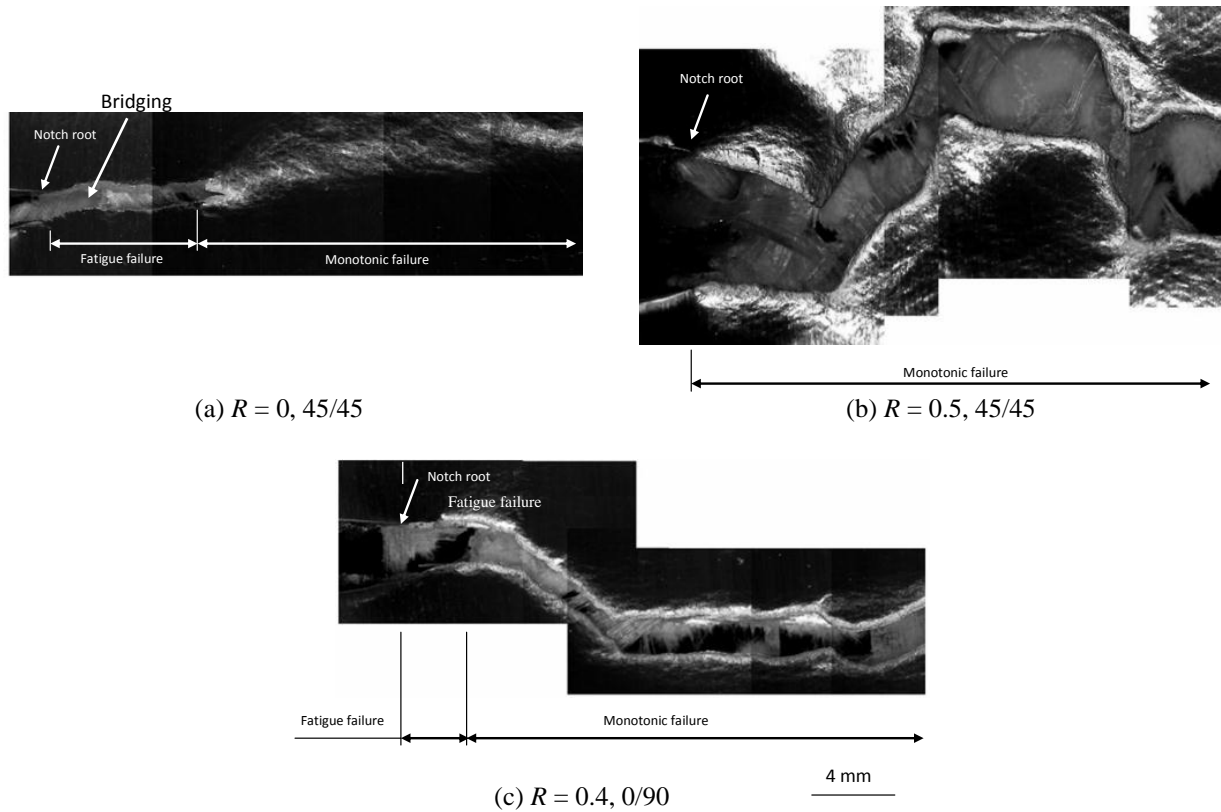 Bridging
Notch root
Fatigue failure
Monotonic failure
(a) R = 0, 45/45
Notch root
Monotonic failure
(b) R = 0.5, 45/45
Notch root
Fatigue failure
Fatigue failure
Monotonic failure
4 mm
(c) R = 0.4, 0/90